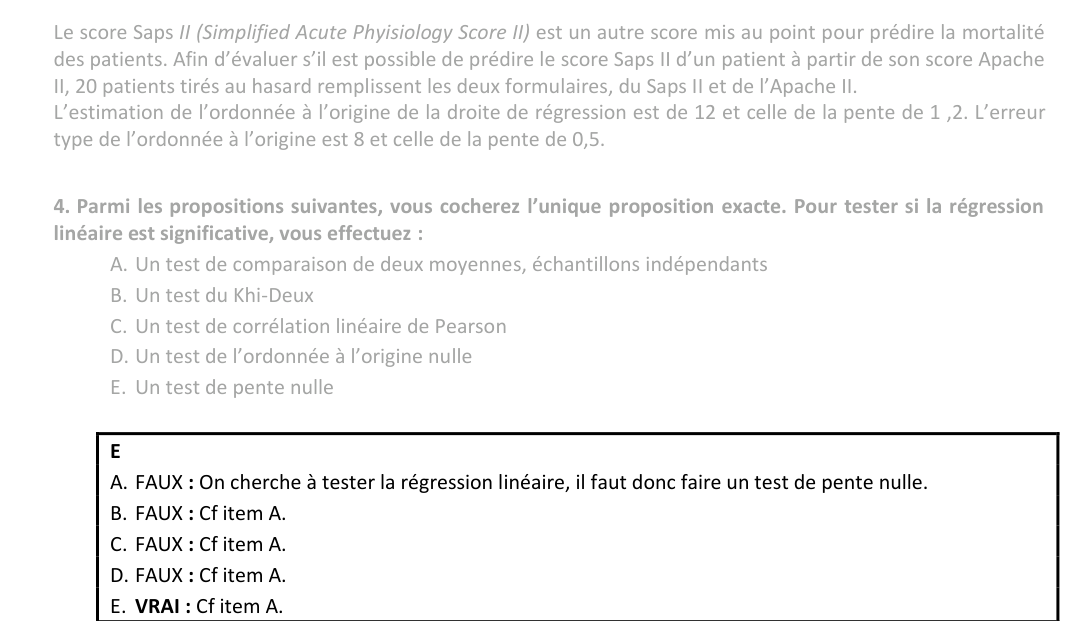 Le score Saps II (Simplified Acute Phyisiology Score II) est un autre score mis au point pour prédire la mortalité
des patients. Afin d’évaluer s’il est possible de prédire le score Saps II d’un patient à partir de son score Apache
II, 20 patients tirés au hasard remplissent les deux formulaires, du Saps II et de l’Apache II.
L’estimation de l’ordonnée à l’origine de la droite de régression est de 12 et celle de la pente de 1 ,2. L’erreur
type de l’ordonnée à l’origine est 8 et celle de la pente de 0,5.
4. Parmi les propositions suivantes, vous cocherez l’unique proposition exacte. Pour tester si la régression
linéaire est significative, vous effectuez :
A. Un test de comparaison de deux moyennes, échantillons indépendants
B. Un test du Khi-Deux
C. Un test de corrélation linéaire de Pearson
D. Un test de l’ordonnée à l’origine nulle
E. Un test de pente nulle
E
A. FAUX : On cherche à tester la régression linéaire, il faut donc faire un test de pente nulle.
B. FAUX : Cf item A.
C. FAUX : Cf item A.
D. FAUX : Cf item A.
E. VRAI : Cf item A.